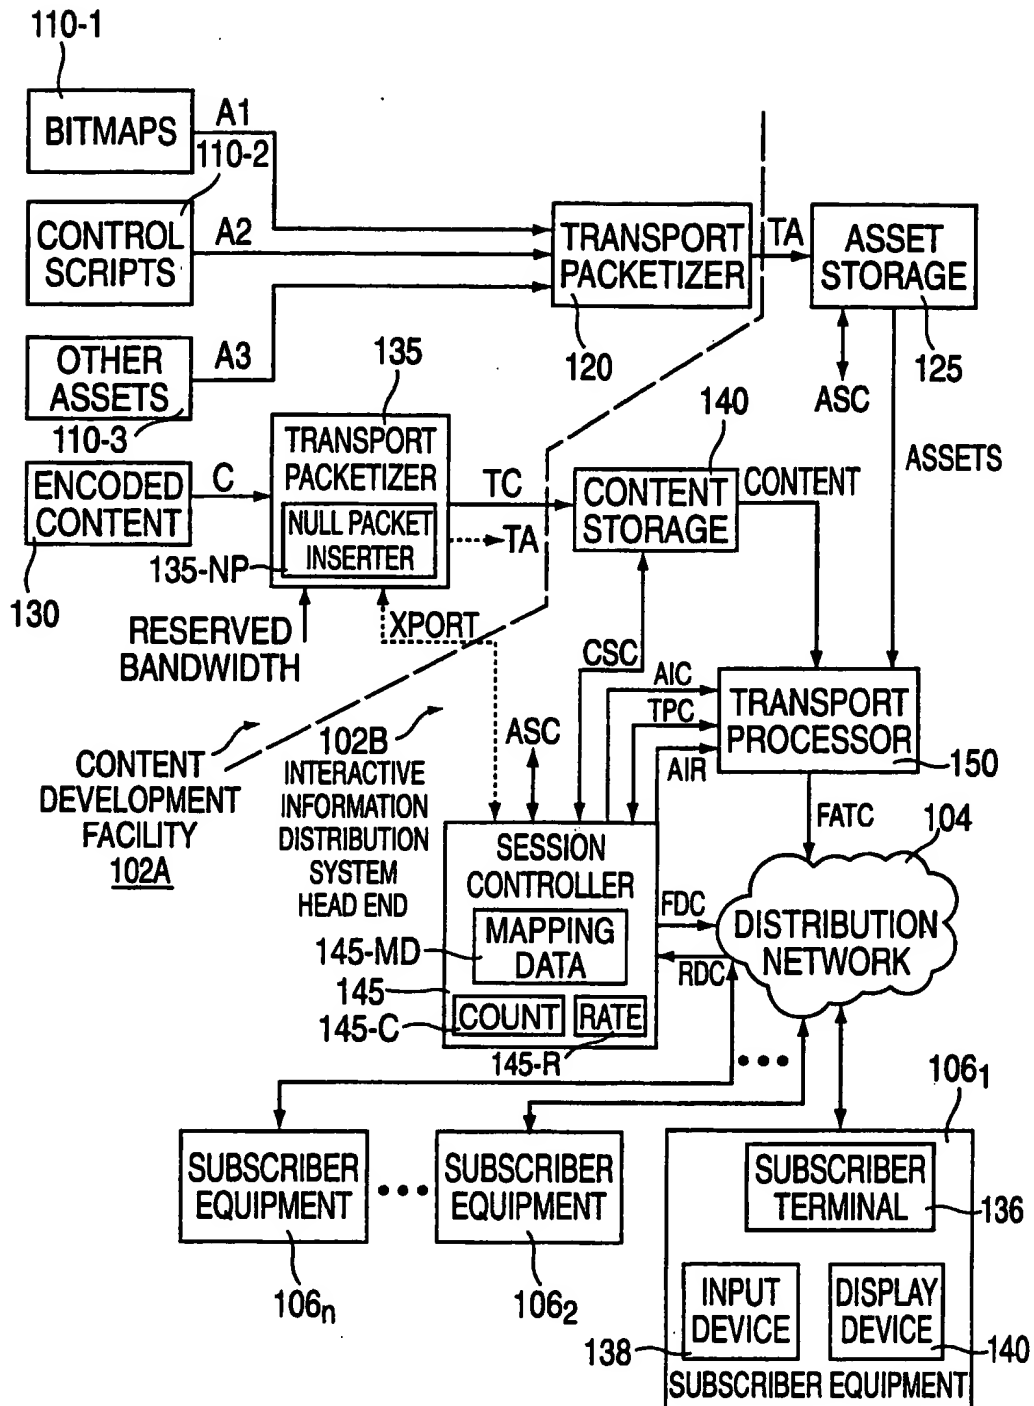 110-1
BITMAPS
A1
110-2
CONTROL
SCRIPTS
A2
TRANSPORT
PACKETIZER
TA
ASSET
STORAGE
OTHER
ASSETS
A3
135
120
125
110-3
ASC
140
TRANSPORT
PACKETIZER
ENCODED
CONTENT
C
TC
CONTENT
STORAGE
CONTENT
ASSETS
NULL PACKET
INSERTER
TA
135-NP
130
XPORT
RESERVED
BANDWIDTH
CSC
AIC
TPC
AIR
TRANSPORT
PROCESSOR
150
CONTENT
DEVELOPMENT
FACILITY
102A
102B
INTERACTIVE
INFORMATION
DISTRIBUTION
SYSTEM
HEAD END
ASC
FATC
104
SESSION
CONTROLLER
FDC
DISTRIBUTION
NETWORK
145-MD
MAPPING
DATA
RDC
145
145-C
COUNT
RATE
145-R
106₁
SUBSCRIBER
EQUIPMENT
SUBSCRIBER
EQUIPMENT
SUBSCRIBER
TERMINAL
136
106ₙ
106₂
INPUT
DEVICE
DISPLAY
DEVICE
138
140
SUBSCRIBER EQUIPMENT